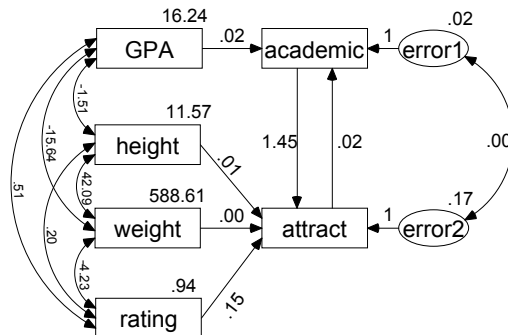 16.24
.02
GPA
.02
academic
1
error1
-1.51
11.57
-15.64
height
1.45
.02
.00
.01
.51
42.09
588.61
.17
weight
.00
attract
1
error2
.20
-4.23
.94
.15
rating